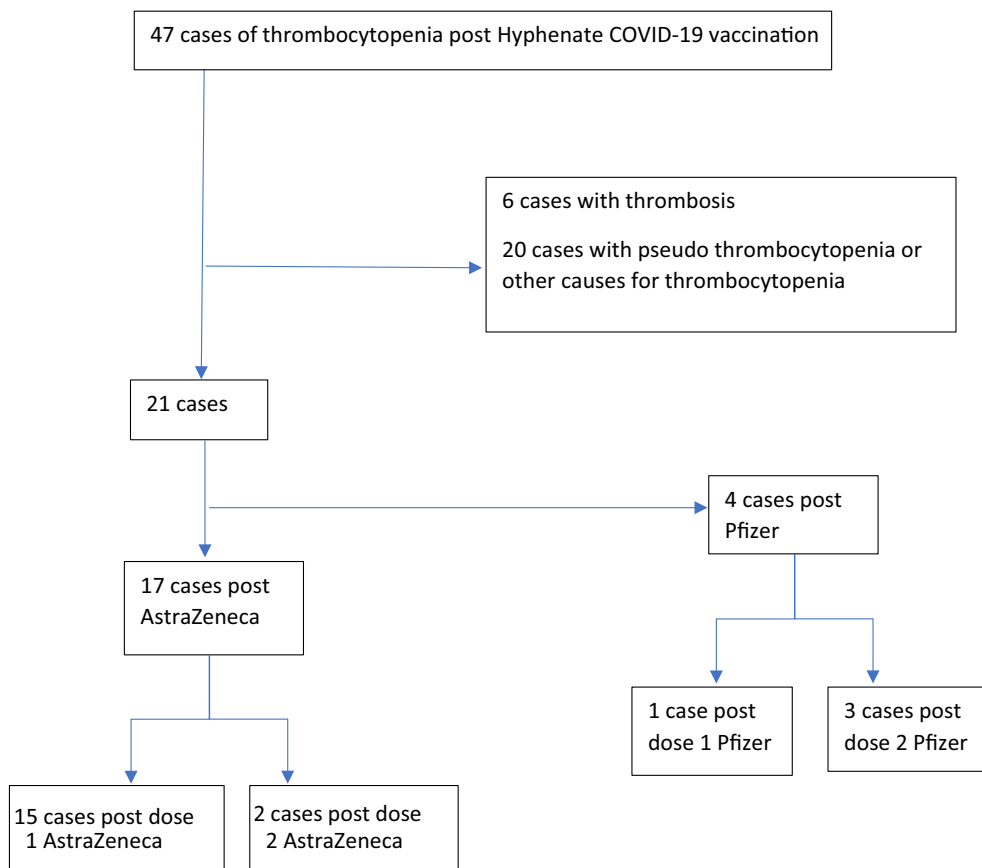 47 cases of thrombocytopenia post Hyphenate COVID-19 vaccination
6 cases with thrombosis
20 cases with pseudo thrombocytopenia or
other causes for thrombocytopenia
21 cases
4 cases post
Pfizer
17 cases post
AstraZeneca
1 case post
dose 1 Pfizer
3 cases post
dose 2 Pfizer
15 cases post dose
1 AstraZeneca
2 cases post dose
2 AstraZeneca